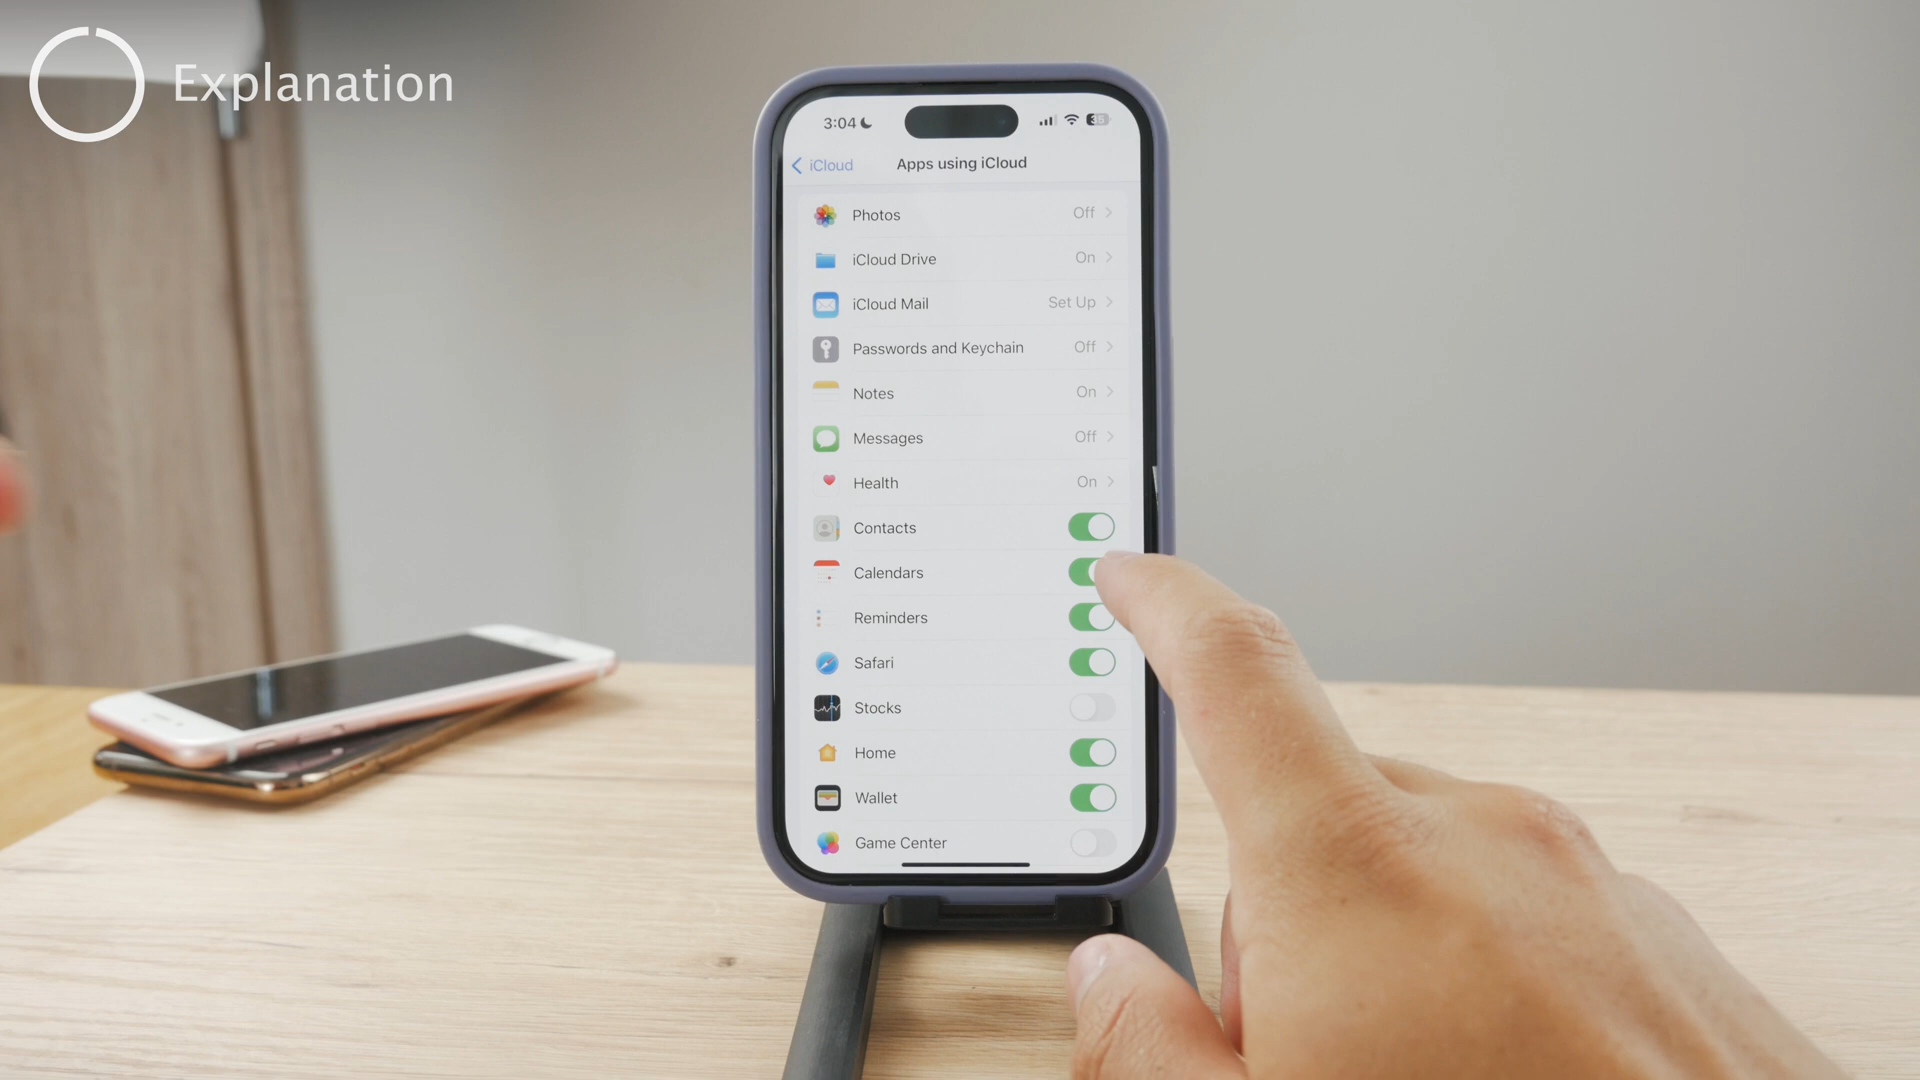 Explanation
3:04
35
iCloud
Apps using iCloud
Photos Off
iCloud Drive On
iCloud Mail Set Up
Passwords and Keychain Off
Notes On
Messages Off
Health On
Contacts
Calendars
Reminders
Safari
Stocks
Home
Wallet
Game Center